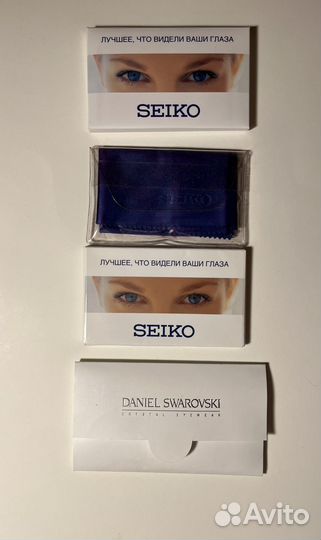 ЛУЧШЕЕ, ЧТО ВИДЕЛИ ВАШИ ГЛАЗА
SEIKO
ЛУЧШЕЕ, ЧТО ВИДЕЛИ ВАШИ ГЛАЗА
SEIKO
DANIEL SWAROVSKI
CRYSTAL EYEWEAR
Avito